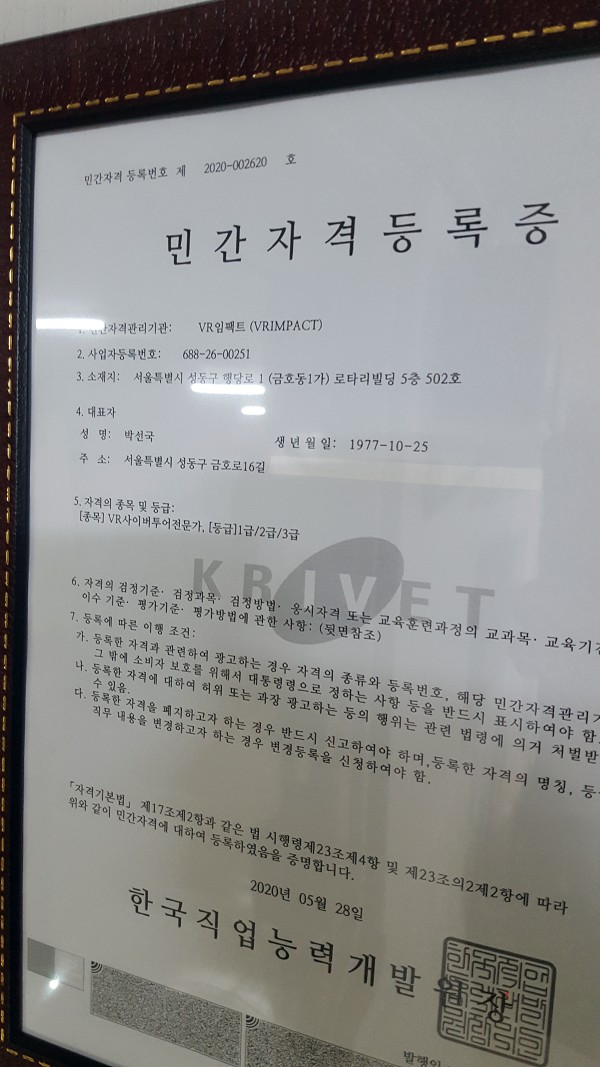 민간자격 등록번호 제 2020-002620 호
민간자격등록증
1. 민간자격관리기관: VR임팩트 (VRIMPACT)
2. 사업자등록번호: 688-26-00251
3. 소재지: 서울특별시 성동구 행당로 1 (금호동1가) 로타리빌딩 5층 502호
4. 대표자
성 명: 박선국 생년월일: 1977-10-25
주 소: 서울특별시 성동구 금호로16길
5. 자격의 종목 및 등급:
[종목] VR사이버투어전문가, [등급]1급/2급/3급
KRIVET
6. 자격의 검정기준· 검정과목· 검정방법· 응시자격 또는 교육훈련과정의 교과목· 교육기간
이수 기준· 평가기준· 평가방법에 관한 사항: (뒷면참조)
7. 등록에 따른 이행 조건:
가. 등록한 자격과 관련하여 광고하는 경우 자격의 종류와 등록번호, 해당 민간자격관리
그 밖에 소비자 보호를 위해서 대통령령으로 정하는 사항 등을 반드시 표시하여야 함.
나. 등록한 자격에 대하여 허위 또는 과장 광고하는 등의 행위는 관련 법령에 의거 처벌받
수 있음.
다. 등록한 자격을 폐지하고자 하는 경우 반드시 신고하여야 하며,등록한 자격의 명칭, 등
직무 내용을 변경하고자 하는 경우 변경등록을 신청하여야 함.
「자격기본법」 제17조제2항과 같은 법 시행령제23조제4항 및 제23조의2제2항에 따라
위와 같이 민간자격에 대하여 등록하였음을 증명합니다.
2020년 05월 28일
한국직업능력개발원장
발행일